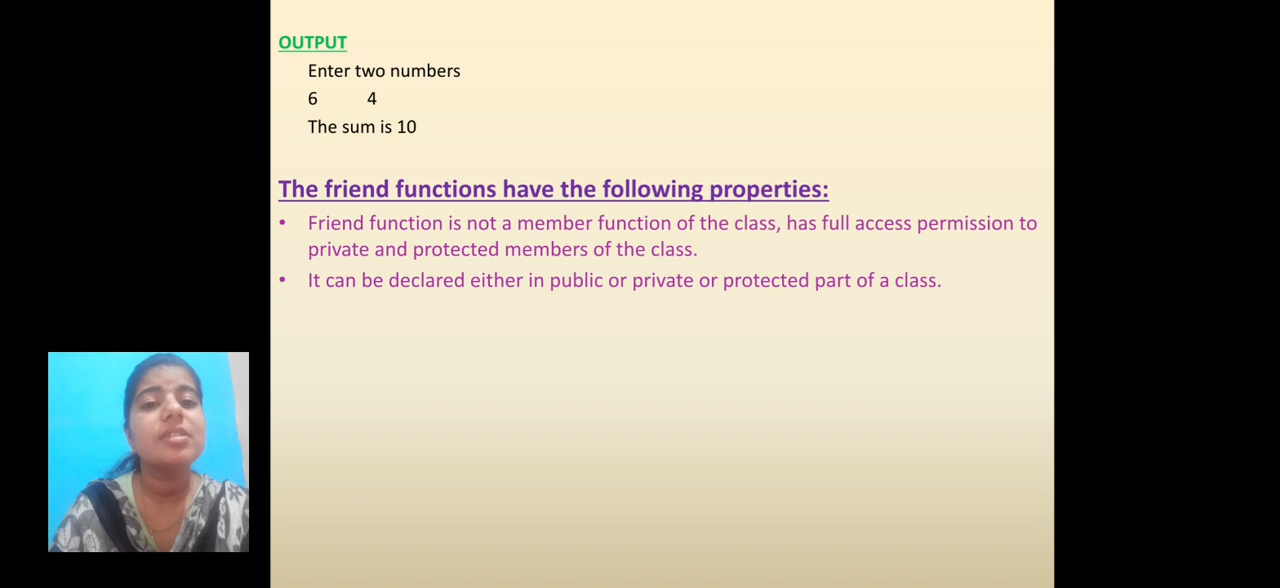 OUTPUT
Enter two numbers
6 4
The sum is 10
The friend functions have the following properties:
• Friend function is not a member function of the class, has full access permission to
private and protected members of the class.
• It can be declared either in public or private or protected part of a class.